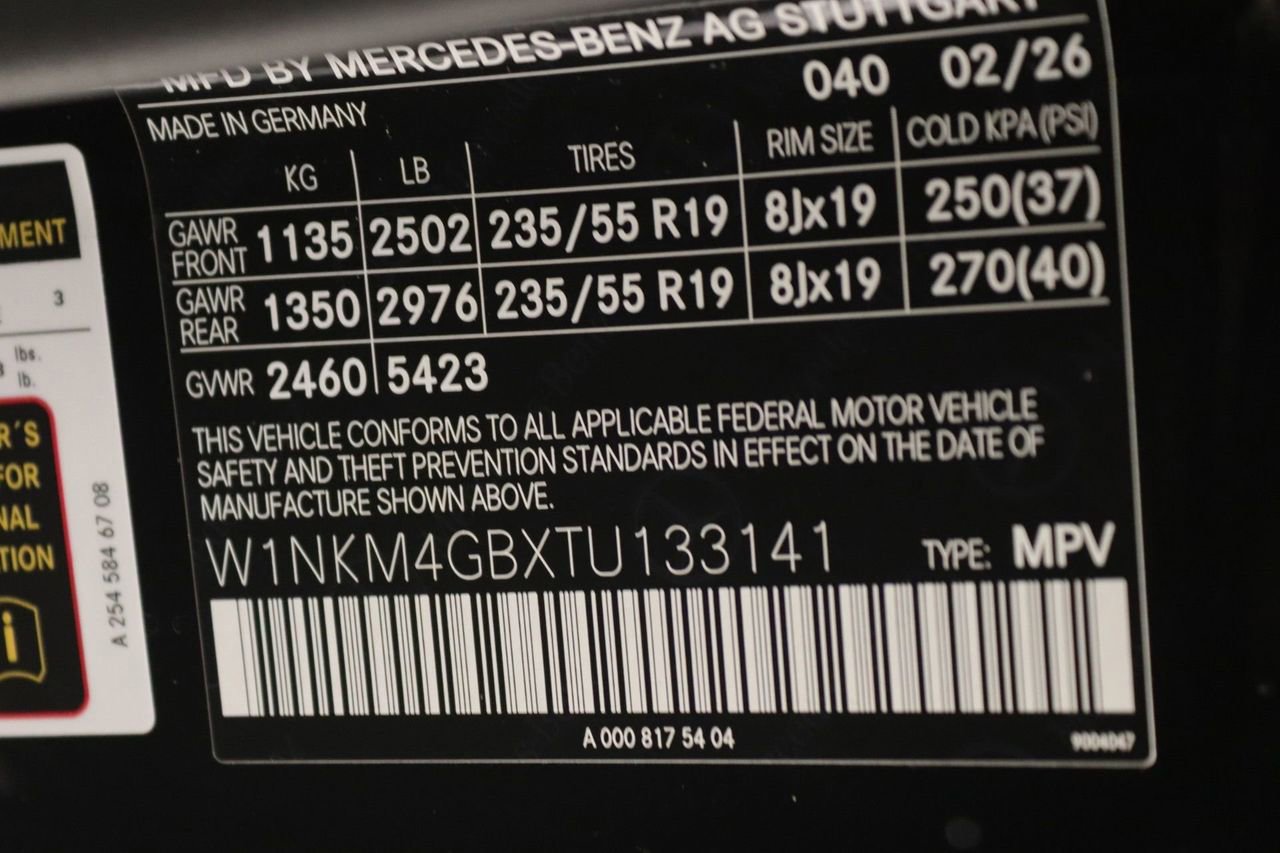 MFD BY MERCEDES-BENZ AG STUTTGART
040 02/26
MADE IN GERMANY
KG LB TIRES RIM SIZE COLD KPA (PSI)
GAWR FRONT 1135 2502 235/55 R19 8Jx19 250(37)
GAWR REAR 1350 2976 235/55 R19 8Jx19 270(40)
GVWR 2460 5423
THIS VEHICLE CONFORMS TO ALL APPLICABLE FEDERAL MOTOR VEHICLE
SAFETY AND THEFT PREVENTION STANDARDS IN EFFECT ON THE DATE OF
MANUFACTURE SHOWN ABOVE.
W1NKM4GBXTU133141 TYPE: MPV
A 000 817 54 04
9004047
MENT
3
lbs.
lb.
R´S
FOR
NAL
TION
i
A 254 584 67 08